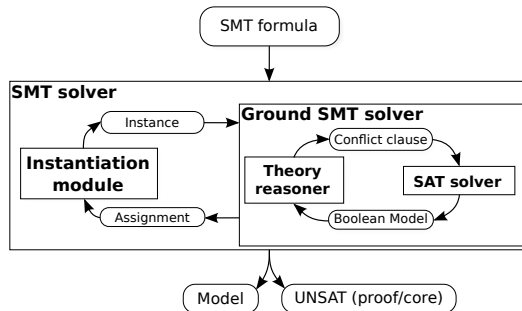 SMT formula
SMT solver
Instance
Ground SMT solver
Conflict clause
Instantiation
module
Theory
reasoner
SAT solver
Assignment
Boolean Model
Model
UNSAT (proof/core)